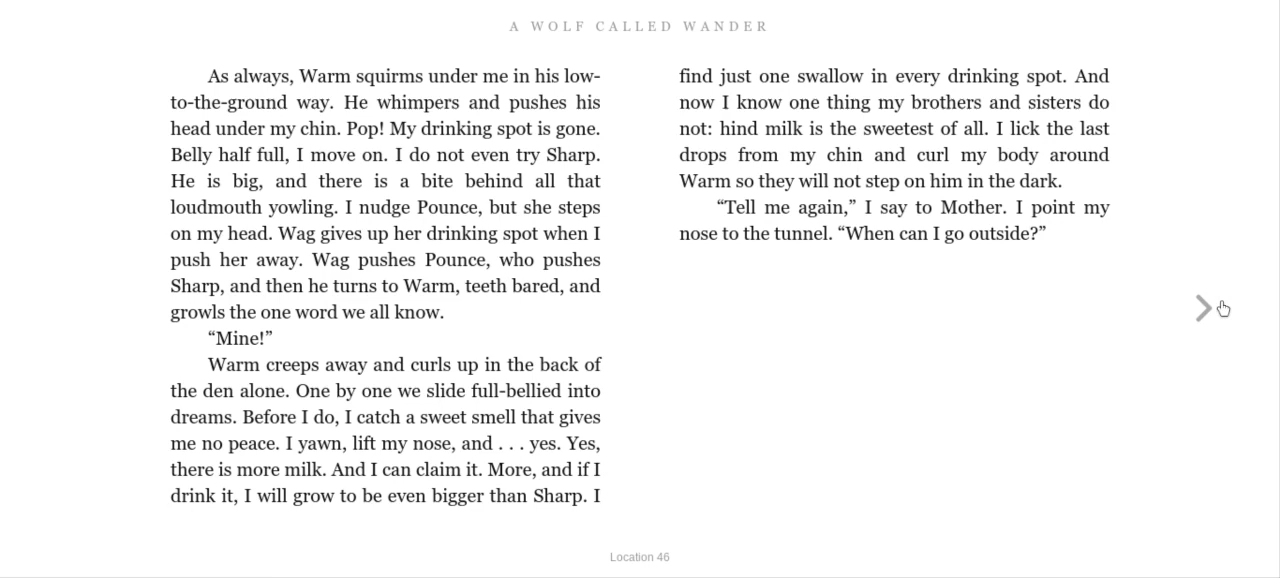 A WOLF CALLED WANDER
As always, Warm squirms under me in his low-
to-the-ground way. He whimpers and pushes his
head under my chin. Pop! My drinking spot is gone.
Belly half full, I move on. I do not even try Sharp.
He is big, and there is a bite behind all that
loudmouth yowling. I nudge Pounce, but she steps
on my head. Wag gives up her drinking spot when I
push her away. Wag pushes Pounce, who pushes
Sharp, and then he turns to Warm, teeth bared, and
growls the one word we all know.
“Mine!”
Warm creeps away and curls up in the back of
the den alone. One by one we slide full-bellied into
dreams. Before I do, I catch a sweet smell that gives
me no peace. I yawn, lift my nose, and . . . yes. Yes,
there is more milk. And I can claim it. More, and if I
drink it, I will grow to be even bigger than Sharp. I
find just one swallow in every drinking spot. And
now I know one thing my brothers and sisters do
not: hind milk is the sweetest of all. I lick the last
drops from my chin and curl my body around
Warm so they will not step on him in the dark.
“Tell me again,” I say to Mother. I point my
nose to the tunnel. “When can I go outside?”
Location 46